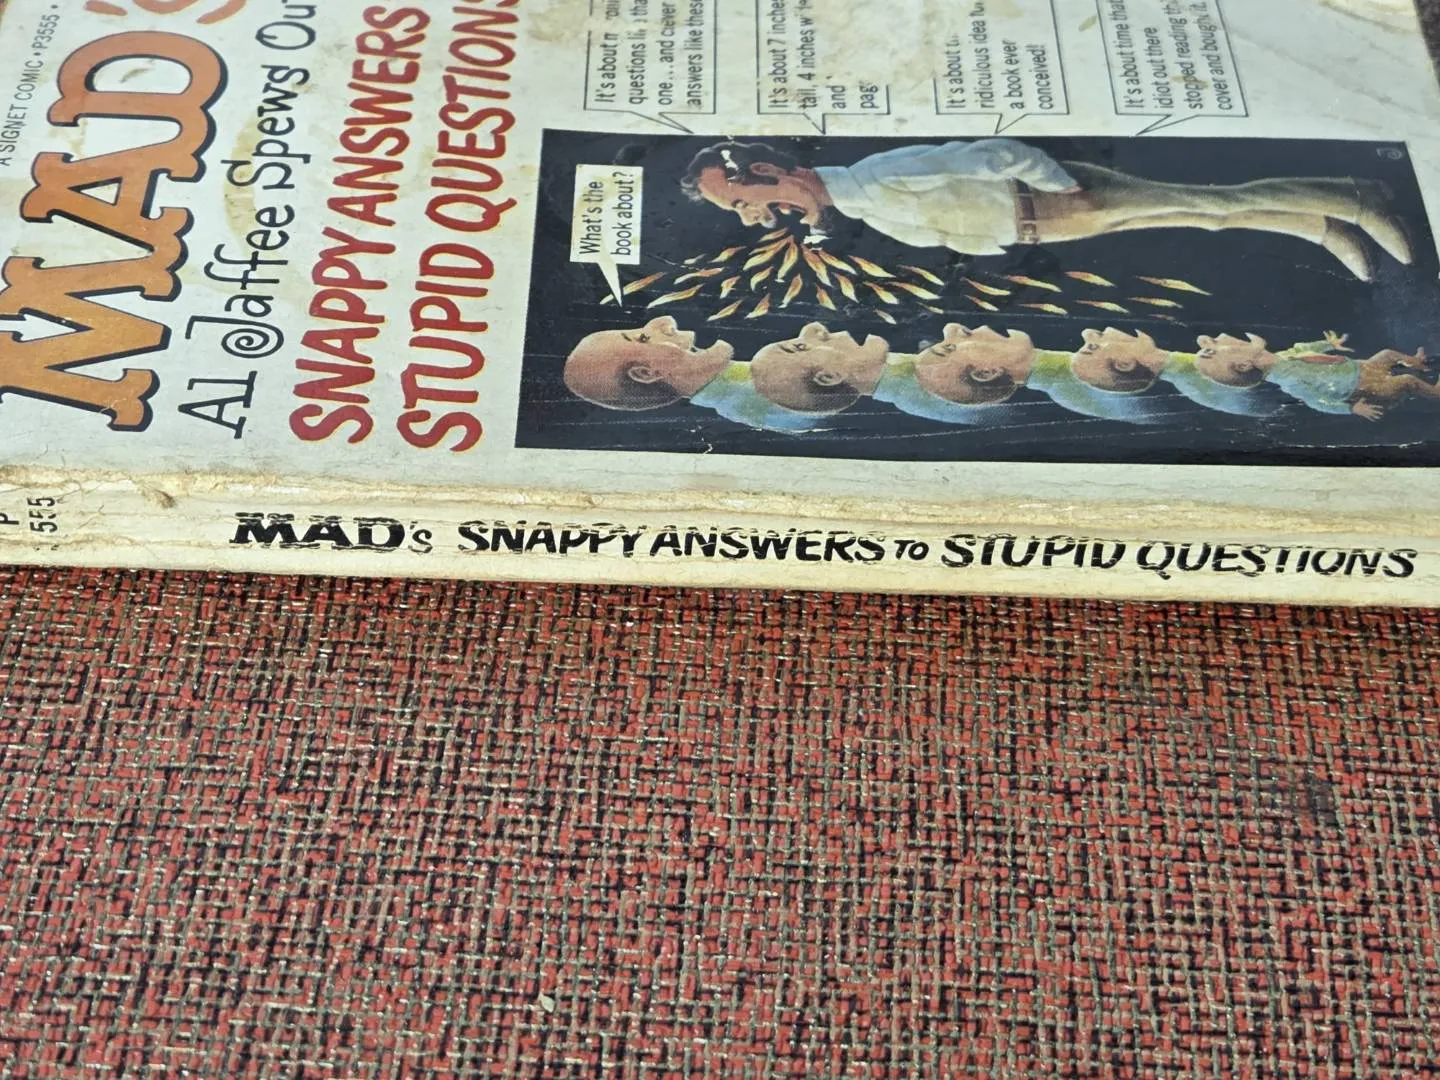 A SIGNET COMIC • P3555 •
MAD's
Al Jaffee Spews Ou
SNAPPY ANSWERS
STUPID QUESTIONS
What's the
book about?
It's about
questions
one... and clever
answers like these
It's about 7 inches
tall, 4 inches
and
It's about
ridiculous idea
a book ever
conceived!
It's about time that
idiot out there
stopped reading
cover and bought it.
P
555
MAD's SNAPPY ANSWERS TO STUPID QUESTIONS